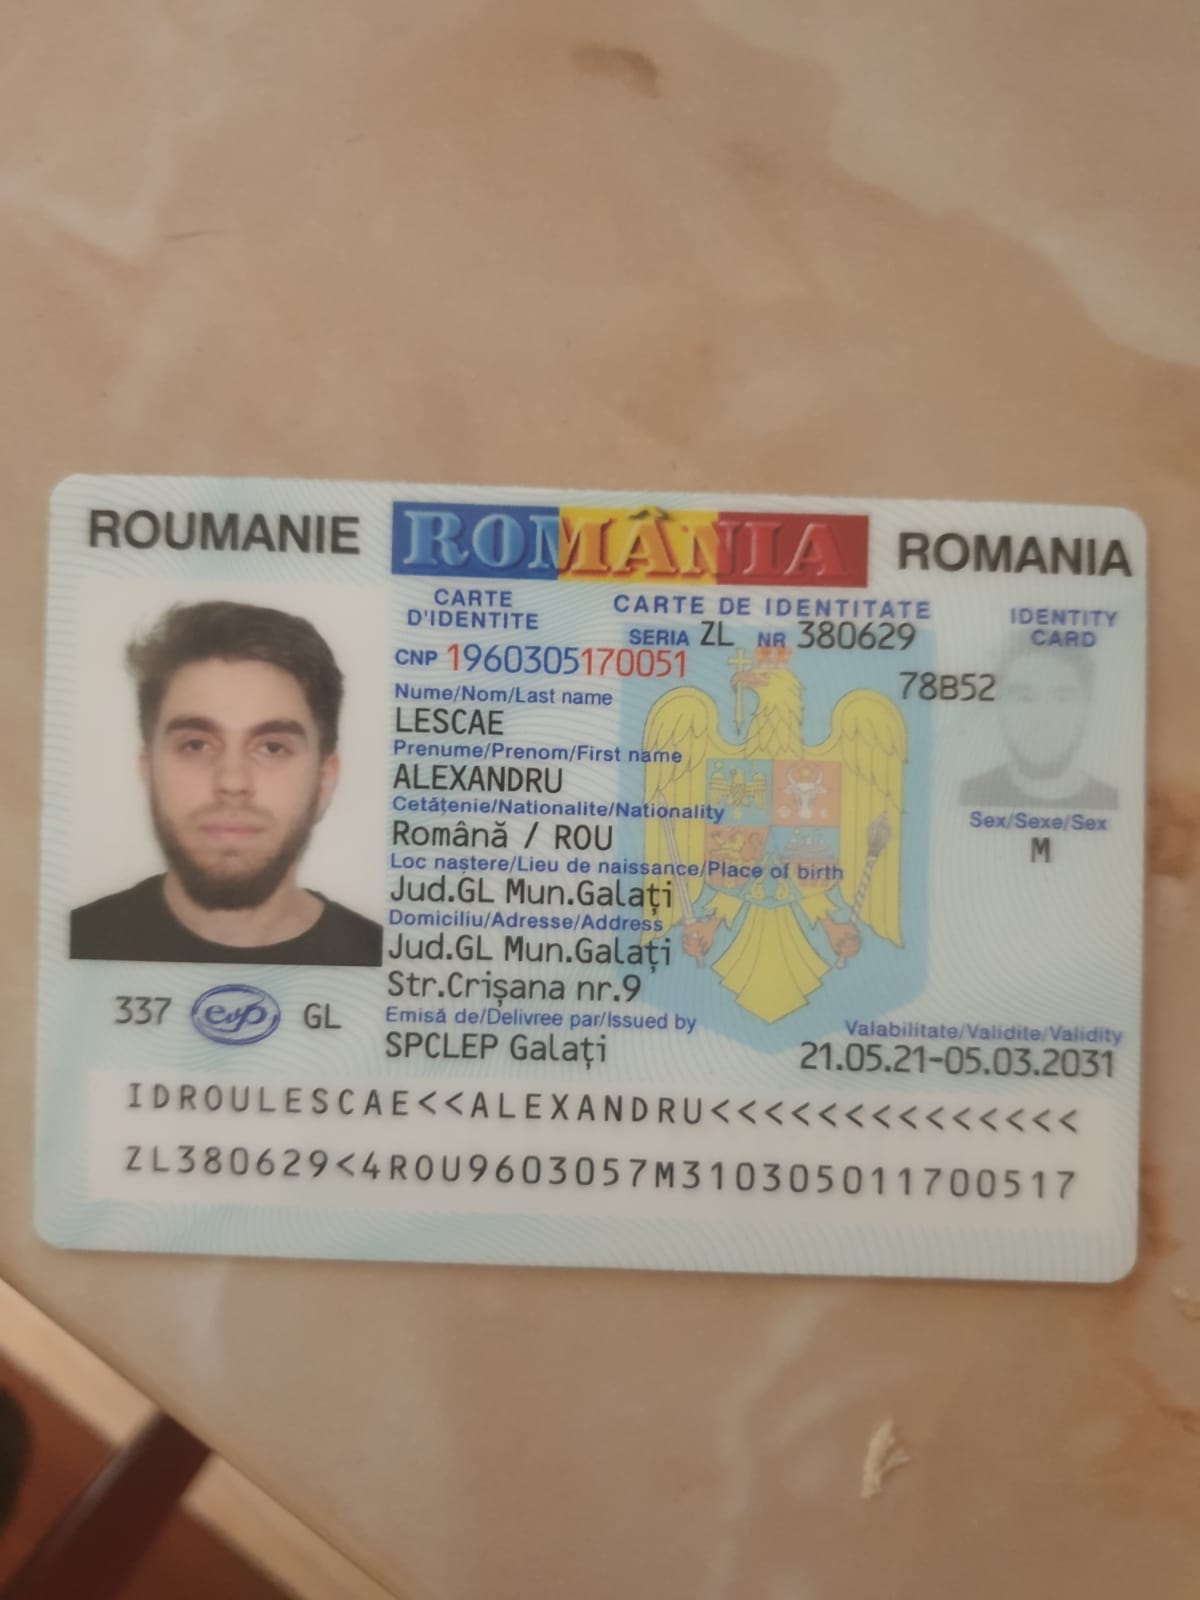 ROUMANIE ROMÂNIA ROMANIA
CARTE D'IDENTITE
CARTE DE IDENTITATE
IDENTITY CARD
SERIA ZL NR 380629
CNP 1960305170051
78B52
Nume/Nom/Last name
LESCAE
Prenume/Prenom/First name
ALEXANDRU
Cetățenie/Nationalite/Nationality
Română / ROU
Sex/Sexe/Sex
M
Loc naștere/Lieu de naissance/Place of birth
Jud.GL Mun.Galați
Domiciliu/Adresse/Address
Jud.GL Mun.Galați
Str.Crișana nr.9
337 esp GL
Emisă de/Delivree par/Issued by
SPCLEP Galați
Valabilitate/Validite/Validity
21.05.21-05.03.2031
IDROULESCAE<<ALEXANDRU<<<<<<<<<<<<<<
ZL380629<4ROU9603057M310305011700517